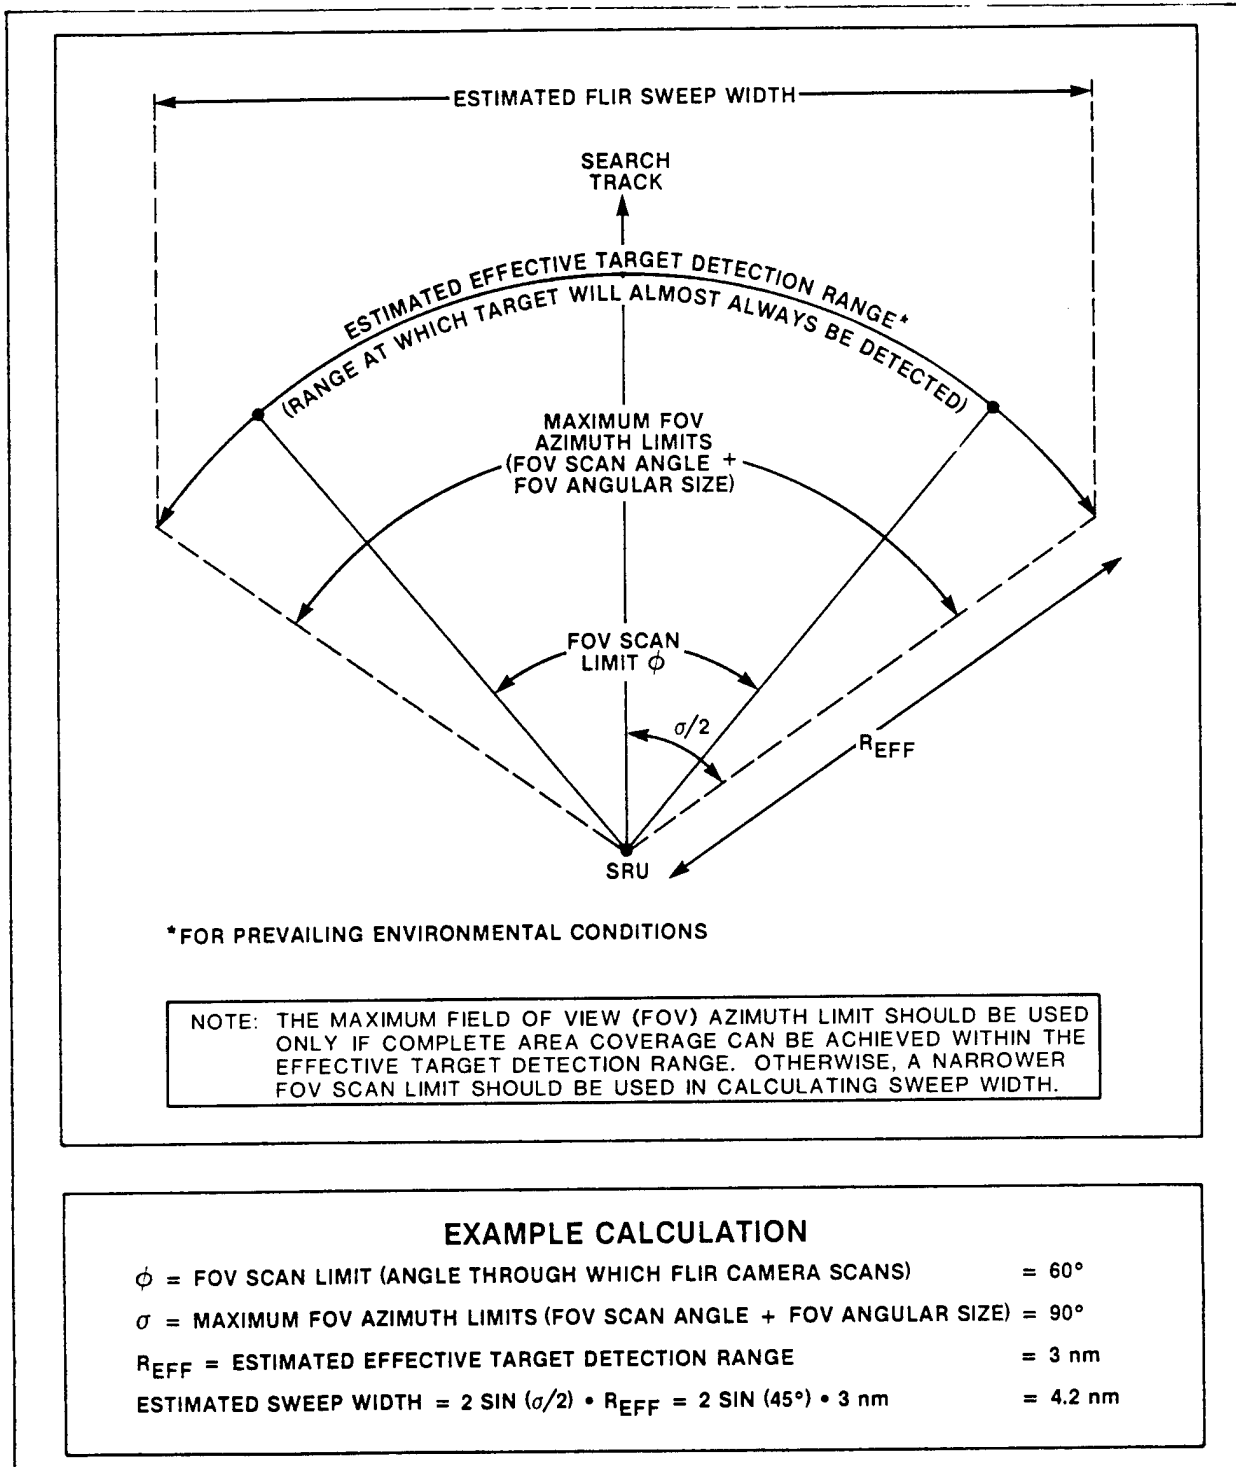 ESTIMATED FLIR SWEEP WIDTH
SEARCH
TRACK
ESTIMATED EFFECTIVE TARGET DETECTION RANGE*
(RANGE AT WHICH TARGET WILL ALMOST ALWAYS BE DETECTED)
MAXIMUM FOV
AZIMUTH LIMITS
(FOV SCAN ANGLE +
FOV ANGULAR SIZE)
FOV SCAN
LIMIT ϕ
σ/2
REFF
SRU
*FOR PREVAILING ENVIRONMENTAL CONDITIONS
NOTE: THE MAXIMUM FIELD OF VIEW (FOV) AZIMUTH LIMIT SHOULD BE USED
ONLY IF COMPLETE AREA COVERAGE CAN BE ACHIEVED WITHIN THE
EFFECTIVE TARGET DETECTION RANGE. OTHERWISE, A NARROWER
FOV SCAN LIMIT SHOULD BE USED IN CALCULATING SWEEP WIDTH.
EXAMPLE CALCULATION
ϕ = FOV SCAN LIMIT (ANGLE THROUGH WHICH FLIR CAMERA SCANS) = 60°
σ = MAXIMUM FOV AZIMUTH LIMITS (FOV SCAN ANGLE + FOV ANGULAR SIZE) = 90°
REFF = ESTIMATED EFFECTIVE TARGET DETECTION RANGE = 3 nm
ESTIMATED SWEEP WIDTH = 2 SIN (σ/2) • REFF = 2 SIN (45°) • 3 nm = 4.2 nm